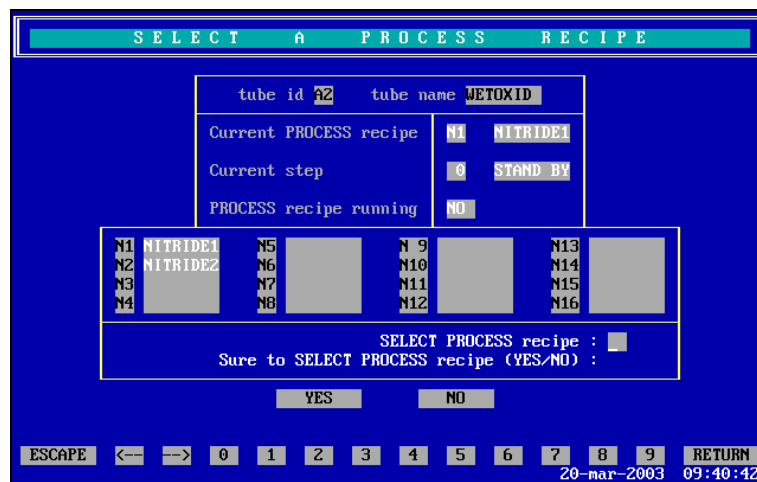 SELECT A PROCESS RECIPE
tube id A2 tube name WETOXID
Current PROCESS recipe N1 NITRIDE1
Current step 0 STAND BY
PROCESS recipe running NO
N1 NITRIDE1 N5 N 9 N13
N2 NITRIDE2 N6 N10 N14
N3 N7 N11 N15
N4 N8 N12 N16
SELECT PROCESS recipe : _
Sure to SELECT PROCESS recipe (YES/NO) :
YES NO
ESCAPE <-- --> 0 1 2 3 4 5 6 7 8 9 RETURN
20-mar-2003 09:40:42